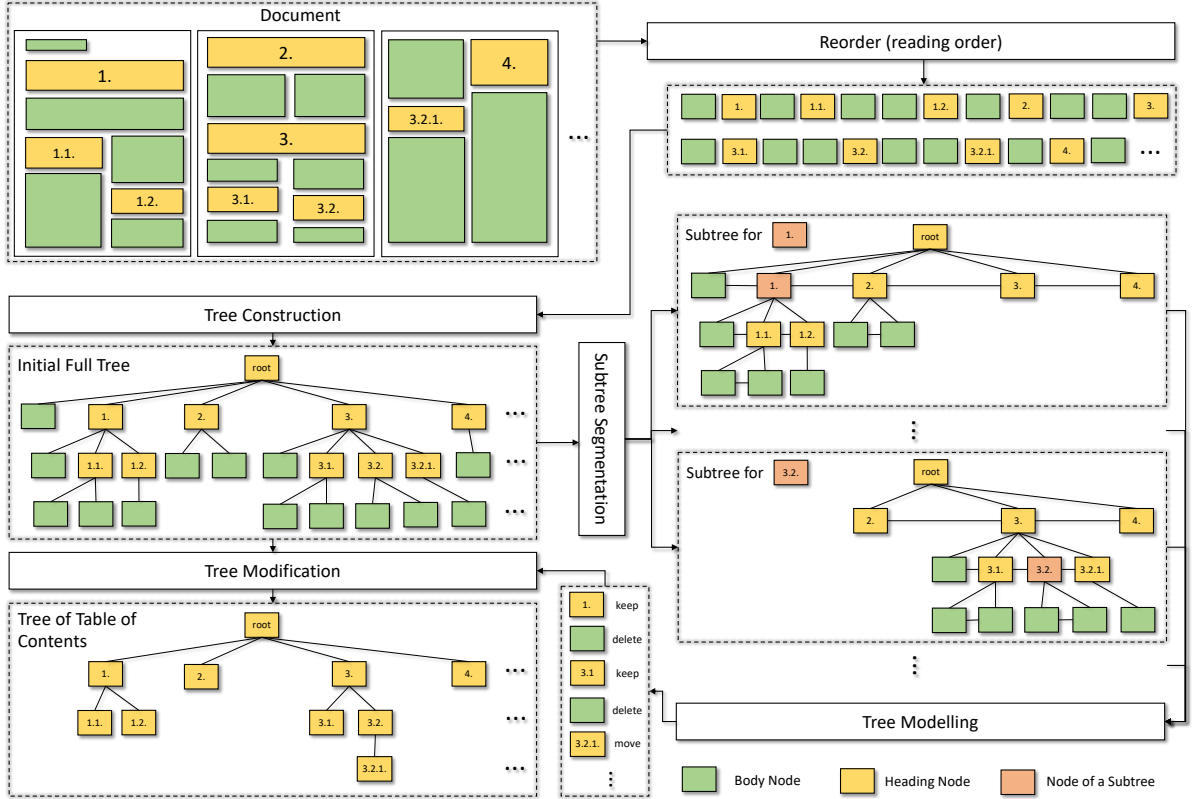 Document
1.
1.1.
1.2.
2.
3.
3.1.
3.2.
4.
3.2.1.
...
Reorder (reading order)
1. 1.1. 1.2. 2. 3.
3.1. 3.2. 3.2.1. 4. ...
Tree Construction
Initial Full Tree
root
1. 2. 3. 4. ...
1.1. 1.2. 3.1. 3.2. 3.2.1. ...
...
Subtree Segmentation
Subtree for 1.
root
1. 2. 3. 4.
1.1. 1.2.
...
Subtree for 3.2.
root
2. 3. 4.
3.1. 3.2. 3.2.1.
...
Tree Modelling
1. keep
delete
3.1 keep
delete
3.2.1. move
...
Tree Modification
Tree of Table of
Contents
root
1. 2. 3. 4. ...
1.1. 1.2. 3.1. 3.2. ...
3.2.1. ...
Body Node
Heading Node
Node of a Subtree